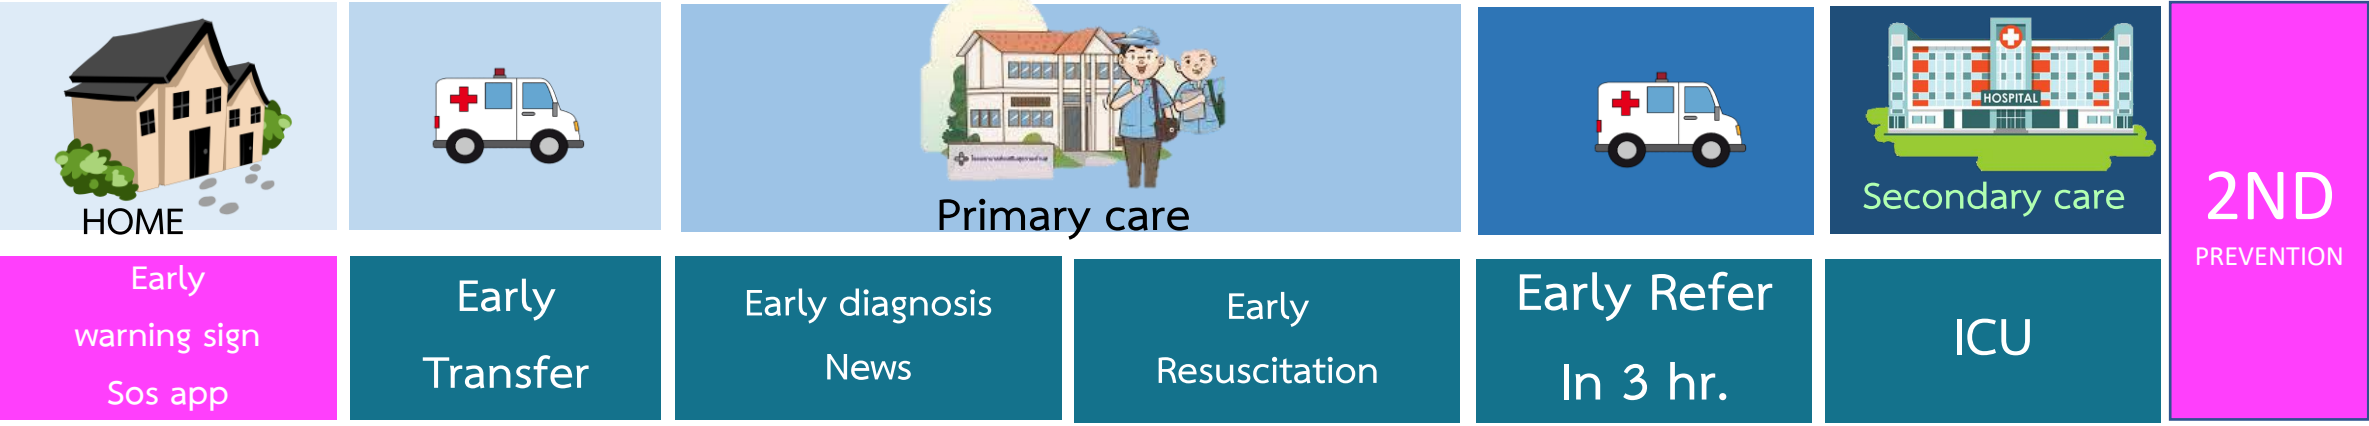 HOME
Primary care
HOSPITAL
Secondary care
2ND
PREVENTION
Early
warning sign
Sos app
Early
Transfer
Early diagnosis
News
Early
Resuscitation
Early Refer
In 3 hr.
ICU